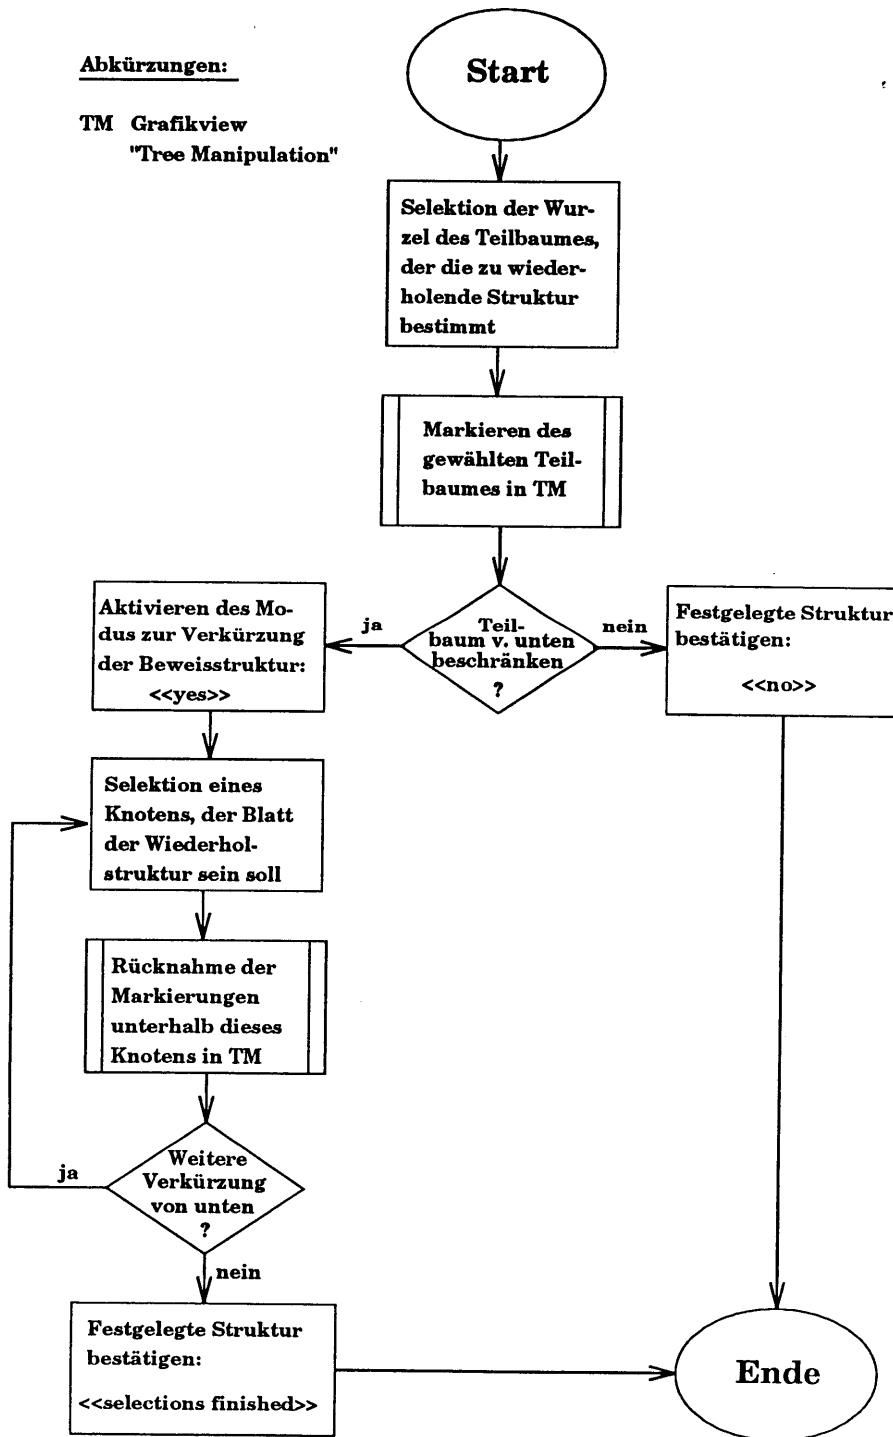 Abkürzungen:
TM Grafikview
"Tree Manipulation"
Start
Selektion der Wur-
zel des Teilbaumes,
der die zu wieder-
holende Struktur
bestimmt
Markieren des
gewählten Teil-
baumes in TM
Teil-
baum v. unten
beschränken
?
ja
nein
Aktivieren des Mo-
dus zur Verkürzung
der Beweisstruktur:
<<yes>>
Festgelegte Struktur
bestätigen:
<<no>>
Selektion eines
Knotens, der Blatt
der Wiederhol-
struktur sein soll
Rücknahme der
Markierungen
unterhalb dieses
Knotens in TM
Weitere
Verkürzung
von unten
?
ja
nein
Festgelegte Struktur
bestätigen:
<<selections finished>>
Ende